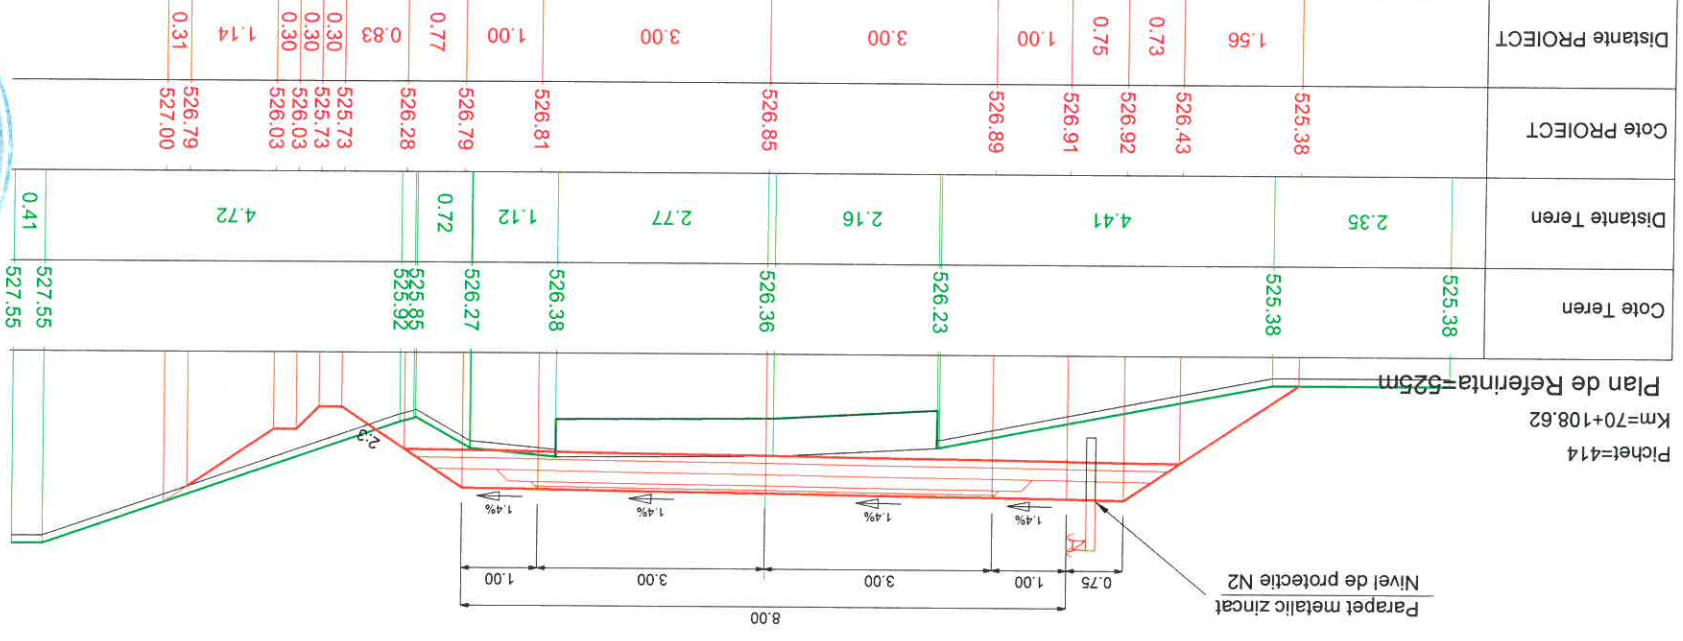 8.00
Parapet metalic zincat
Nivel de protectie N2
0.75 1.00 3.00 3.00 1.00
1.4% 1.4% 1.4% 1.4%
Pichet=414
Km=70+108.62
2:3
Plan de Referinta=525m
Cote Teren 525.38 525.38 526.23 526.36 526.38 526.27 525.85 525.92 527.55 527.55
Distante Teren 2.35 4.41 2.16 2.77 1.12 0.72 4.72 0.41
Cote PROIECT 525.38 526.43 526.92 526.91 526.89 526.85 526.81 526.79 526.28 525.73 525.73 526.03 526.03 526.79 527.00
Distante PROIECT 1.56 0.73 0.75 1.00 3.00 3.00 1.00 0.77 0.83 0.30 0.30 0.30 1.14 0.31